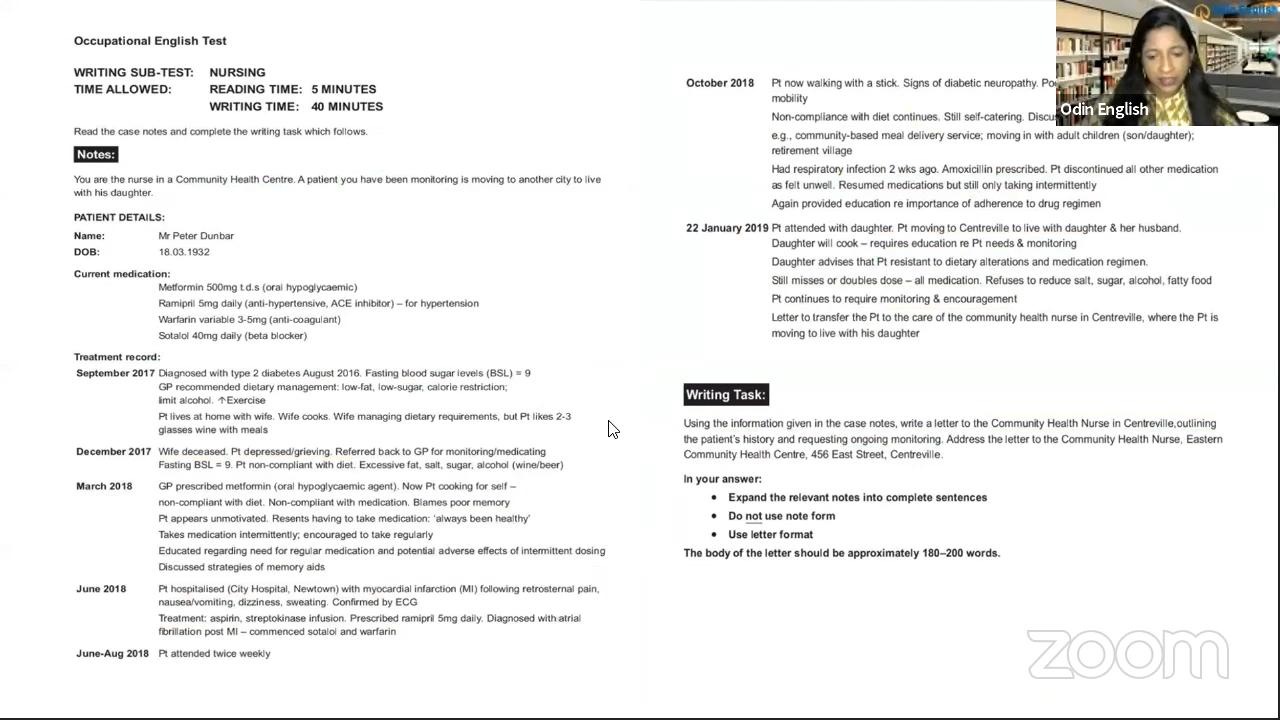 Occupational English Test
WRITING SUB-TEST: NURSING
TIME ALLOWED: READING TIME: 5 MINUTES
WRITING TIME: 40 MINUTES
Read the case notes and complete the writing task which follows.
Notes:
You are the nurse in a Community Health Centre. A patient you have been monitoring is moving to another city to live
with his daughter.
PATIENT DETAILS:
Name: Mr Peter Dunbar
DOB: 18.03.1932
Current medication:
Metformin 500mg t.d.s (oral hypoglycaemic)
Ramipril 5mg daily (anti-hypertensive, ACE inhibitor) – for hypertension
Warfarin variable 3-5mg (anti-coagulant)
Sotalol 40mg daily (beta blocker)
Treatment record:
September 2017 Diagnosed with type 2 diabetes August 2016. Fasting blood sugar levels (BSL) = 9
GP recommended dietary management: low-fat, low-sugar, calorie restriction;
limit alcohol. ↑Exercise
Pt lives at home with wife. Wife cooks. Wife managing dietary requirements, but Pt likes 2-3
glasses wine with meals
December 2017 Wife deceased. Pt depressed/grieving. Referred back to GP for monitoring/medicating
Fasting BSL = 9. Pt non-compliant with diet. Excessive fat, salt, sugar, alcohol (wine/beer)
March 2018 GP prescribed metformin (oral hypoglycaemic agent). Now Pt cooking for self –
non-compliant with diet. Non-compliant with medication. Blames poor memory
Pt appears unmotivated. Resents having to take medication: ‘always been healthy’
Takes medication intermittently; encouraged to take regularly
Educated regarding need for regular medication and potential adverse effects of intermittent dosing
Discussed strategies of memory aids
June 2018 Pt hospitalised (City Hospital, Newtown) with myocardial infarction (MI) following retrosternal pain,
nausea/vomiting, dizziness, sweating. Confirmed by ECG
Treatment: aspirin, streptokinase infusion. Prescribed ramipril 5mg daily. Diagnosed with atrial
fibrillation post MI – commenced sotalol and warfarin
June-Aug 2018 Pt attended twice weekly
October 2018 Pt now walking with a stick. Signs of diabetic neuropathy.
mobility
Non-compliance with diet continues. Still self-catering.
e.g., community-based meal delivery service; moving in with adult children (son/daughter);
retirement village
Had respiratory infection 2 wks ago. Amoxicillin prescribed. Pt discontinued all other medication
as felt unwell. Resumed medications but still only taking intermittently
Again provided education re importance of adherence to drug regimen
22 January 2019 Pt attended with daughter. Pt moving to Centreville to live with daughter & her husband.
Daughter will cook – requires education re Pt needs & monitoring
Daughter advises that Pt resistant to dietary alterations and medication regimen.
Still misses or doubles dose – all medication. Refuses to reduce salt, sugar, alcohol, fatty food
Pt continues to require monitoring & encouragement
Letter to transfer the Pt to the care of the community health nurse in Centreville, where the Pt is
moving to live with his daughter
Writing Task:
Using the information given in the case notes, write a letter to the Community Health Nurse in Centreville,outlining
the patient's history and requesting ongoing monitoring. Address the letter to the Community Health Nurse, Eastern
Community Health Centre, 456 East Street, Centreville.
In your answer:
• Expand the relevant notes into complete sentences
• Do not use note form
• Use letter format
The body of the letter should be approximately 180–200 words.
Odin English
Odin English
zoom